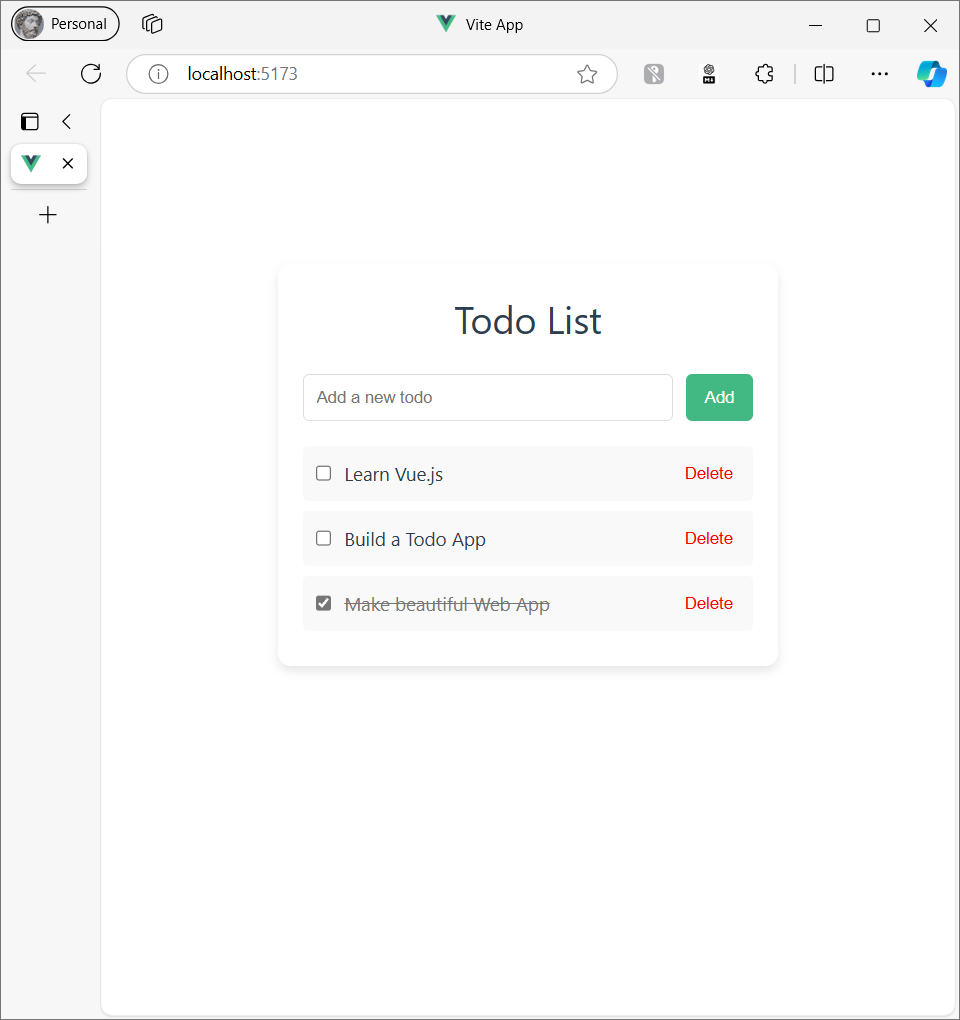 Personal
Vite App
localhost:5173
Todo List
Add a new todo
Add
Learn Vue.js
Delete
Build a Todo App
Delete
Make beautiful Web App
Delete